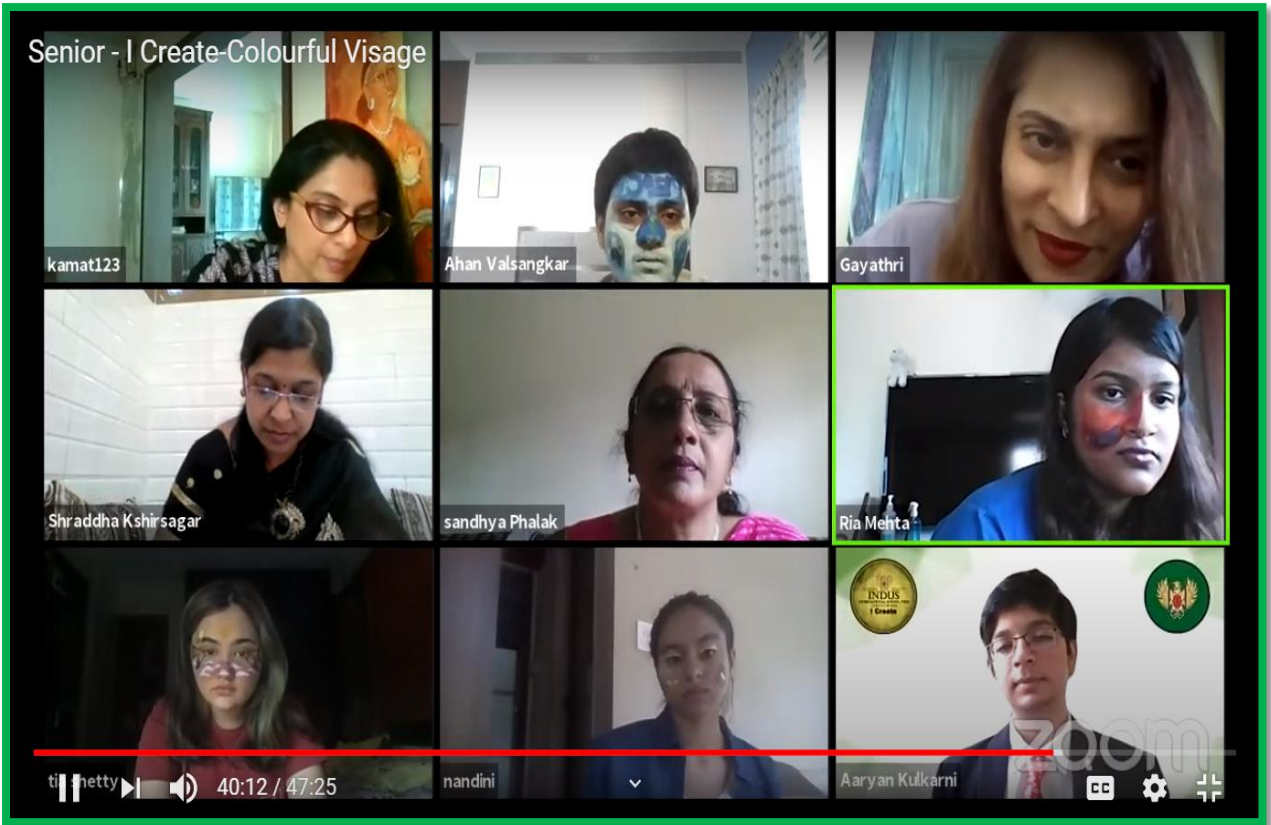 Senior - I Create-Colourful Visage
kamat123
Ahan Valsangkar
Gayathri
Shraddha Kshirsagar
sandhya Phalak
Ria Mehta
INDUS
I Create
shetty
nandini
Aaryan Kulkarni
zoom
40:12 / 47:25
CC